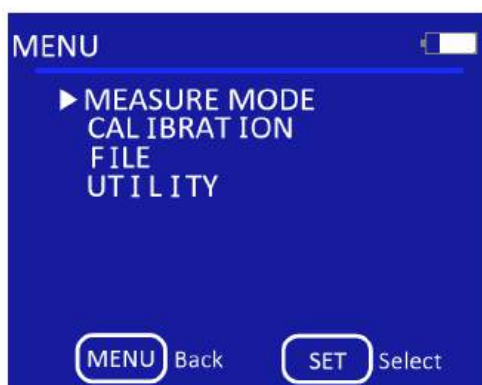 MENU
▶ MEASURE MODE
CALIBRATION
FILE
UTILITY
MENU Back SET Select